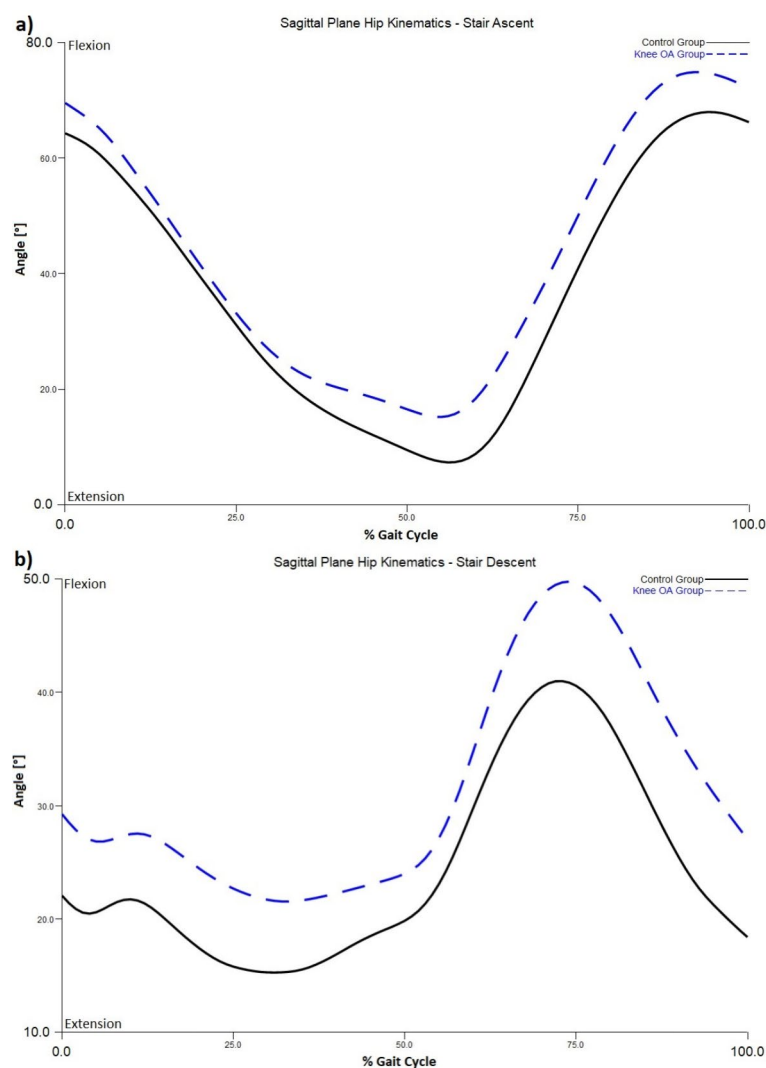 a)
Sagittal Plane Hip Kinematics - Stair Ascent
80.0
Flexion
Control Group
Knee OA Group
60.0
Angle [°]
40.0
20.0
0.0
Extension
0.0
25.0
50.0
75.0
100.0
% Gait Cycle
b)
Sagittal Plane Hip Kinematics - Stair Descent
50.0
Flexion
Control Group
Knee OA Group
40.0
Angle [°]
30.0
20.0
10.0
Extension
0.0
25.0
50.0
75.0
100.0
% Gait Cycle